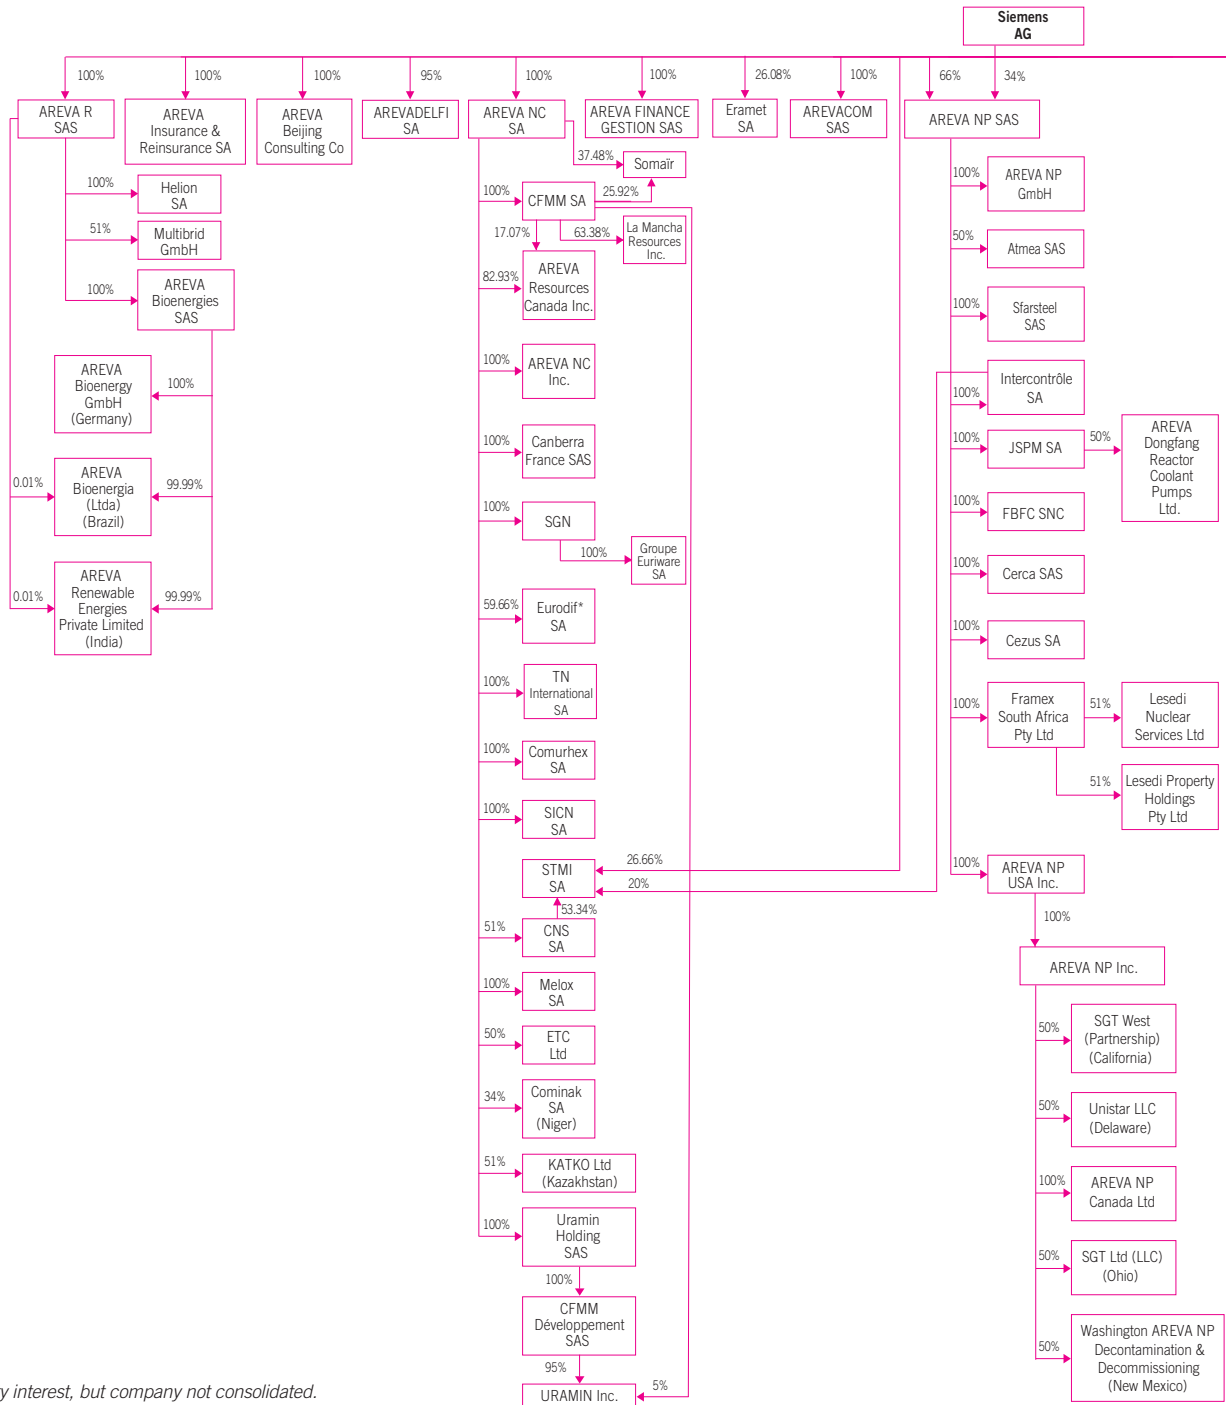 Siemens
AG
100%
100%
100%
95%
100%
100%
26.08%
100%
66%
34%
AREVA R
SAS
AREVA
Insurance &
Reinsurance SA
AREVA
Beijing
Consulting Co
AREVADELFI
SA
AREVA NC
SA
AREVA FINANCE
GESTION SAS
Eramet
SA
AREVACOM
SAS
AREVA NP SAS
100%
Helion
SA
51%
Multibrid
GmbH
100%
AREVA
Bioenergies
SAS
AREVA
Bioenergy
GmbH
(Germany)
100%
0.01%
AREVA
Bioenergia
(Ltda)
(Brazil)
99.99%
0.01%
AREVA
Renewable
Energies
Private Limited
(India)
99.99%
37.48%
Somaïr
100%
CFMM SA
25.92%
17.07%
63.38%
La Mancha
Resources
Inc.
82.93%
AREVA
Resources
Canada Inc.
100%
AREVA NC
Inc.
100%
Canberra
France SAS
100%
SGN
100%
Groupe
Euriware
SA
59.66%
Eurodif*
SA
100%
TN
International
SA
100%
Comurhex
SA
100%
SICN
SA
STMI
SA
26.66%
20%
53.34%
51%
CNS
SA
100%
Melox
SA
50%
ETC
Ltd
34%
Cominak
SA
(Niger)
51%
KATKO Ltd
(Kazakhstan)
100%
Uramin
Holding
SAS
100%
CFMM
Développement
SAS
95%
URAMIN Inc.
5%
100%
AREVA NP
GmbH
50%
Atmea SAS
100%
Sfarsteel
SAS
100%
Intercontrôle
SA
100%
JSPM SA
50%
AREVA
Dongfang
Reactor
Coolant
Pumps
Ltd.
100%
FBFC SNC
100%
Cerca SAS
100%
Cezus SA
100%
Framex
South Africa
Pty Ltd
51%
Lesedi
Nuclear
Services Ltd
51%
Lesedi Property
Holdings
Pty Ltd
100%
AREVA NP
USA Inc.
100%
AREVA NP Inc.
50%
SGT West
(Partnership)
(California)
50%
Unistar LLC
(Delaware)
100%
AREVA NP
Canada Ltd
50%
SGT Ltd (LLC)
(Ohio)
50%
Washington AREVA NP
Decontamination &
Decommissioning
(New Mexico)
y interest, but company not consolidated.